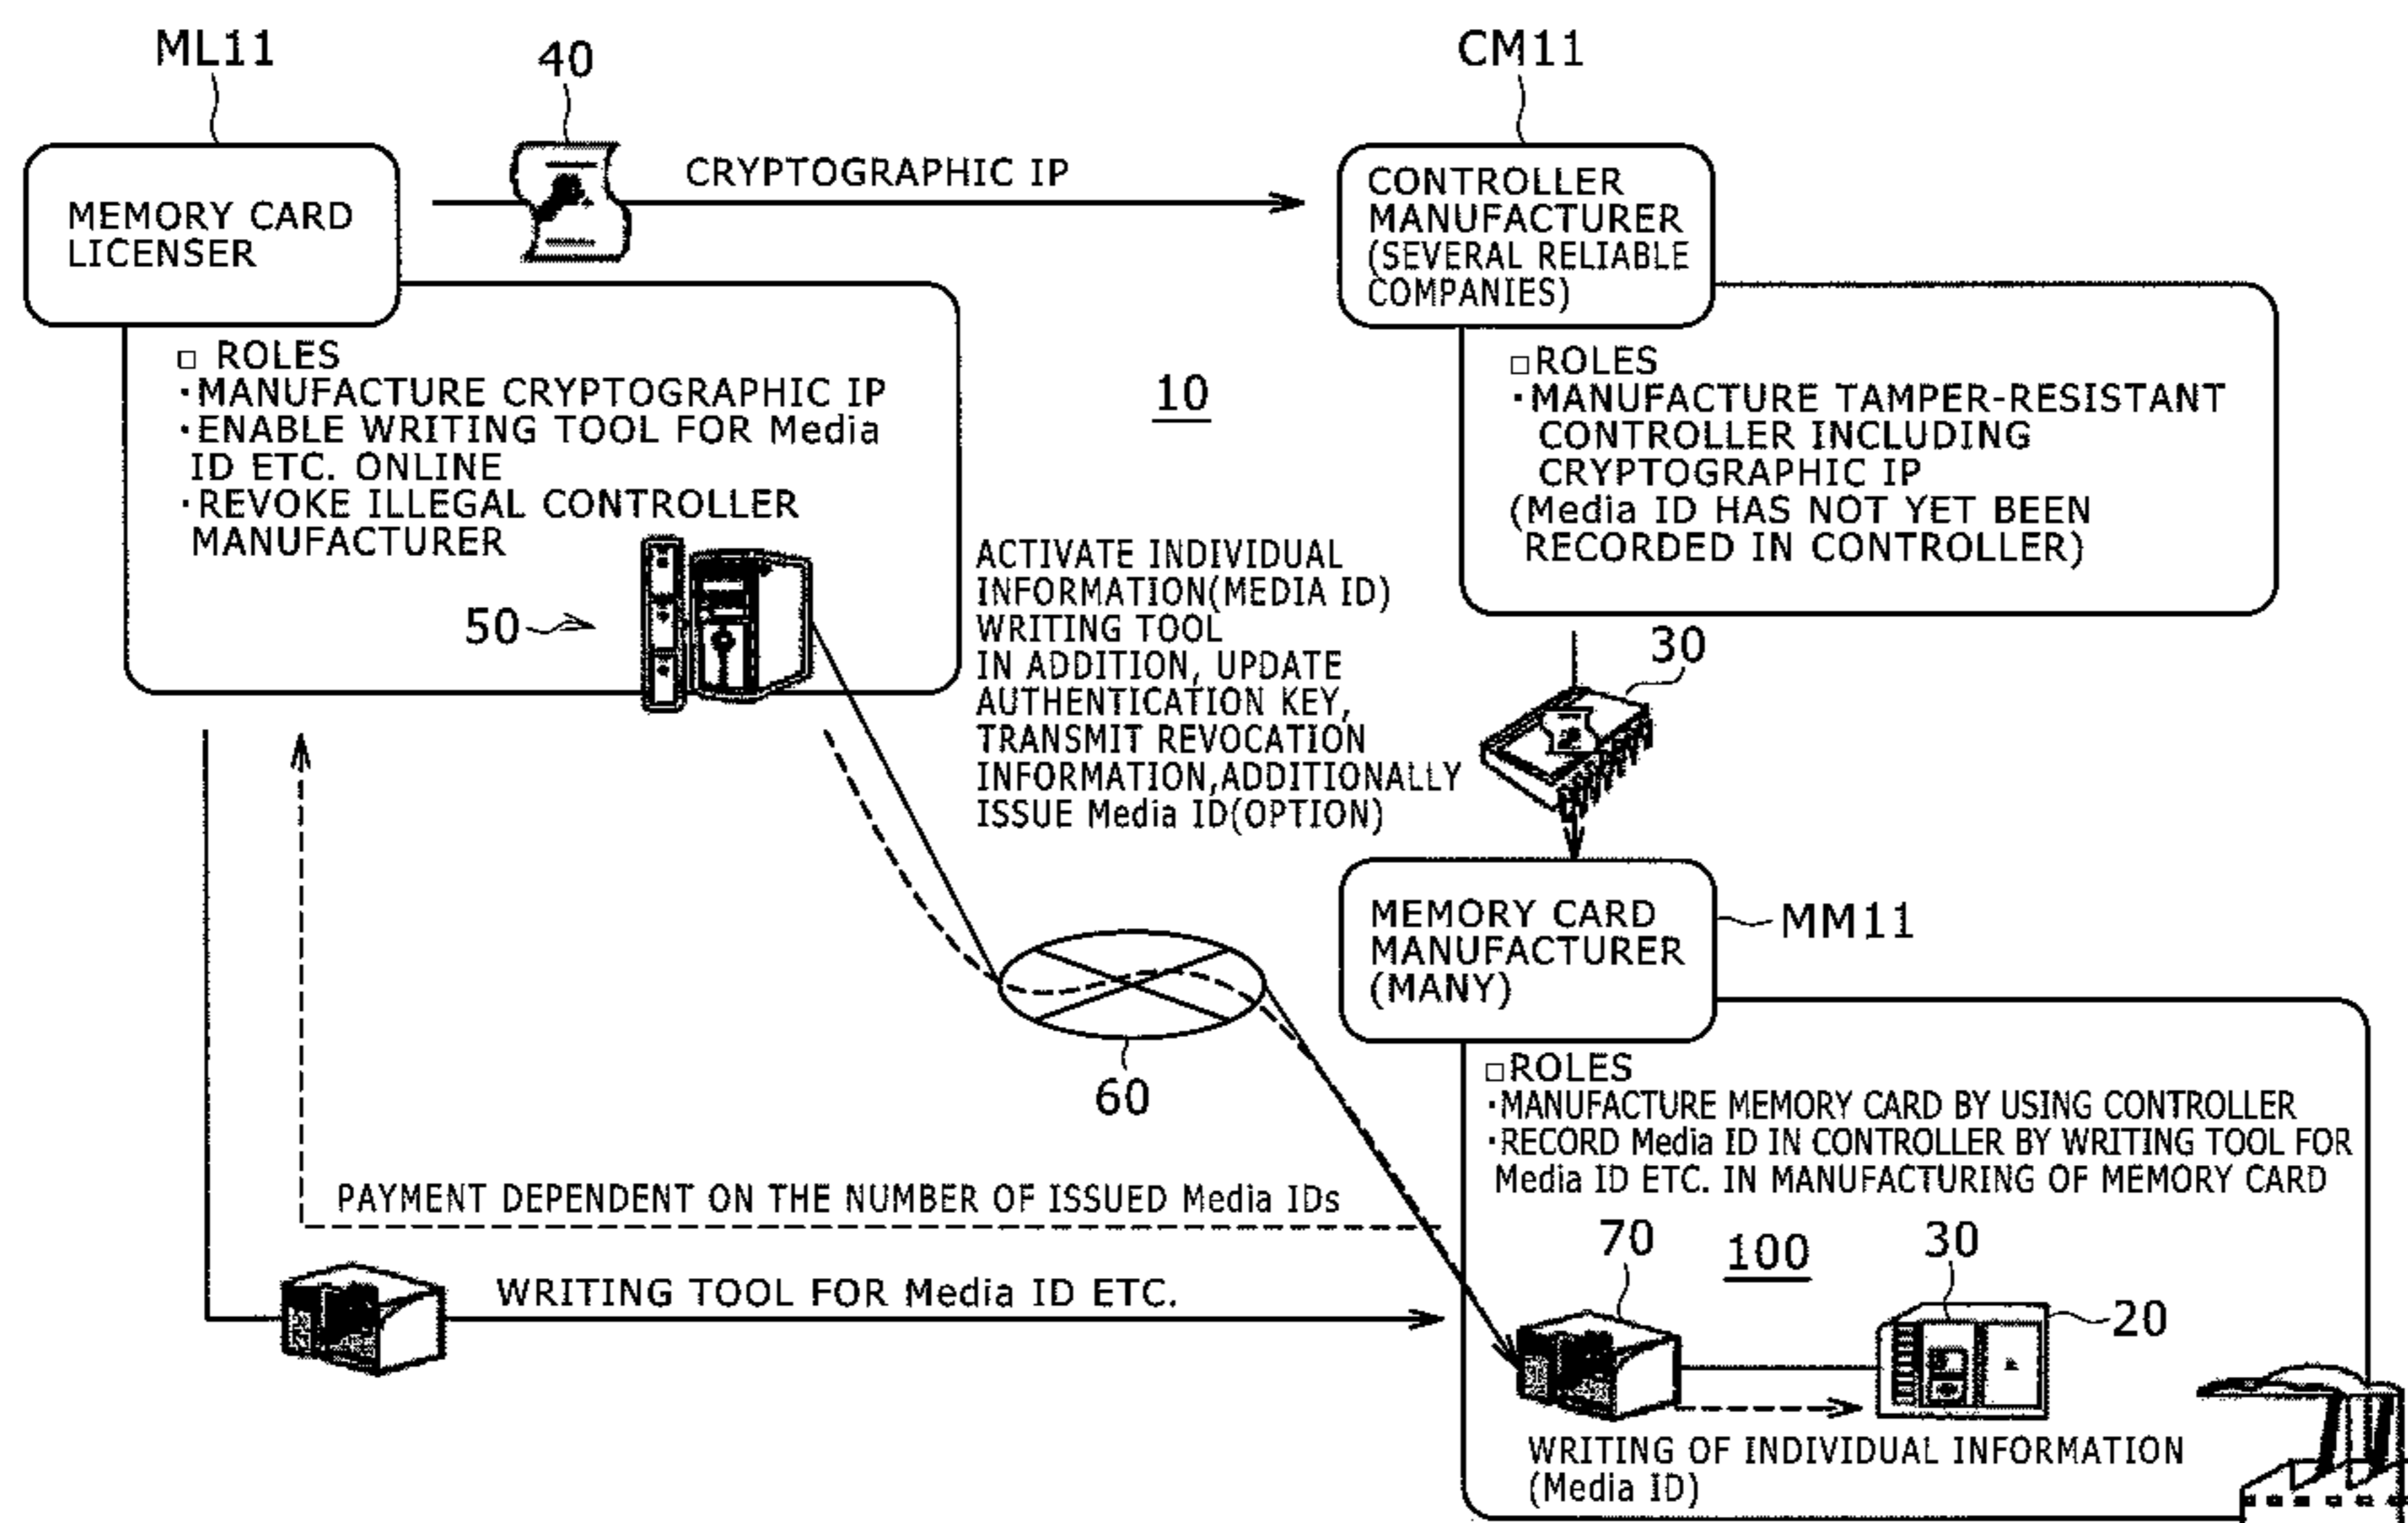 ML11
40
CM11
CRYPTOGRAPHIC IP
MEMORY CARD
LICENSER
CONTROLLER
MANUFACTURER
(SEVERAL RELIABLE
COMPANIES)
□ ROLES
·MANUFACTURE CRYPTOGRAPHIC IP
·ENABLE WRITING TOOL FOR Media
ID ETC. ONLINE
·REVOKE ILLEGAL CONTROLLER
MANUFACTURER
50
10
□ROLES
·MANUFACTURE TAMPER-RESISTANT
CONTROLLER INCLUDING
CRYPTOGRAPHIC IP
(Media ID HAS NOT YET BEEN
RECORDED IN CONTROLLER)
ACTIVATE INDIVIDUAL
INFORMATION(MEDIA ID)
WRITING TOOL
IN ADDITION, UPDATE
AUTHENTICATION KEY,
TRANSMIT REVOCATION
INFORMATION,ADDITIONALLY
ISSUE Media ID(OPTION)
30
MEMORY CARD
MANUFACTURER
(MANY)
MM11
60
□ROLES
·MANUFACTURE MEMORY CARD BY USING CONTROLLER
·RECORD Media ID IN CONTROLLER BY WRITING TOOL FOR
Media ID ETC. IN MANUFACTURING OF MEMORY CARD
PAYMENT DEPENDENT ON THE NUMBER OF ISSUED Media IDs
WRITING TOOL FOR Media ID ETC.
70
100
30
20
WRITING OF INDIVIDUAL INFORMATION
(Media ID)